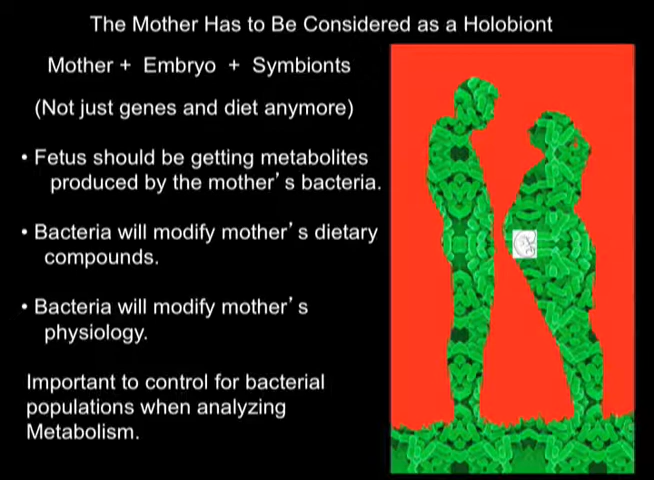 The Mother Has to Be Considered as a Holobiont
Mother + Embryo + Symbionts
(Not just genes and diet anymore)
• Fetus should be getting metabolites
produced by the mother's bacteria.
• Bacteria will modify mother's dietary
compounds.
• Bacteria will modify mother's
physiology.
Important to control for bacterial
populations when analyzing
Metabolism.